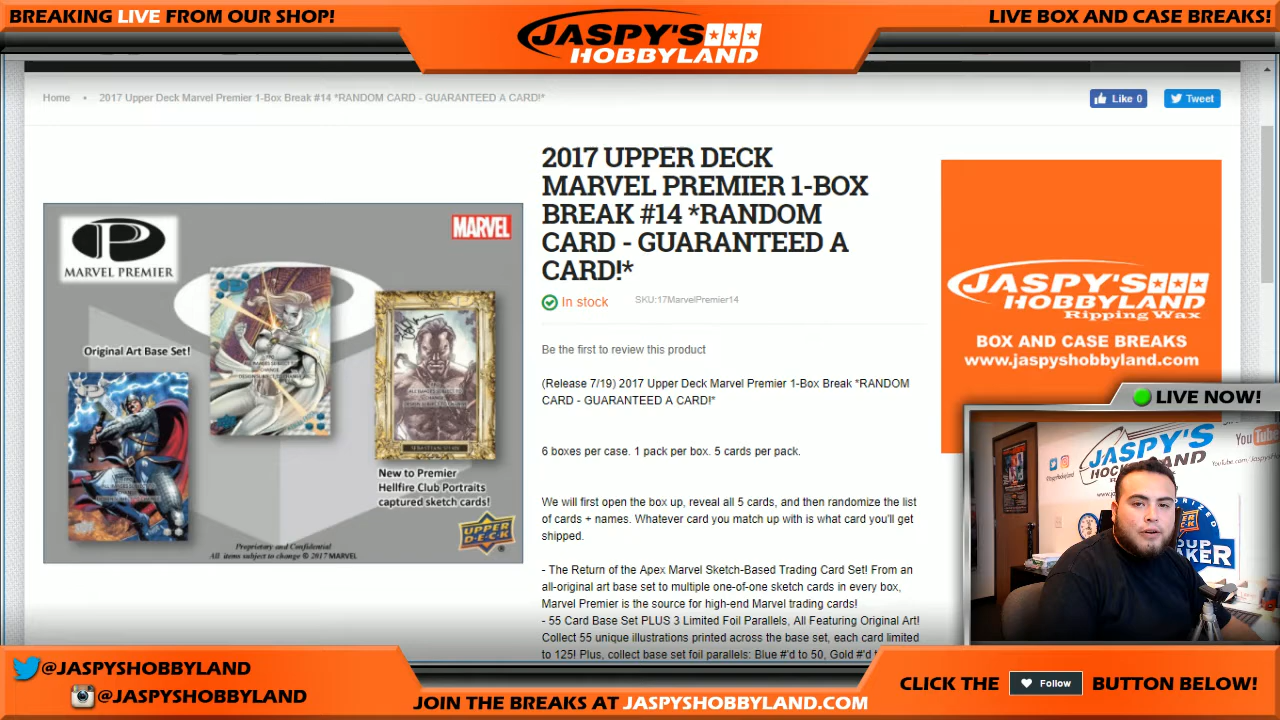 BREAKING LIVE FROM OUR SHOP!
JASPY'S
HOBBYLAND
LIVE BOX AND CASE BREAKS!
Home • 2017 Upper Deck Marvel Premier 1-Box Break #14 *RANDOM CARD - GUARANTEED A CARD!*
Like 0
Tweet
2017 UPPER DECK
MARVEL PREMIER 1-BOX
BREAK #14 *RANDOM
CARD - GUARANTEED A
CARD!*
In stock
SKU:17MarvelPremier14
Be the first to review this product
(Release 7/19) 2017 Upper Deck Marvel Premier 1-Box Break *RANDOM
CARD - GUARANTEED A CARD!*
6 boxes per case. 1 pack per box. 5 cards per pack.
We will first open the box up, reveal all 5 cards, and then randomize the list
of cards + names. Whatever card you match up with is what card you'll get
shipped.
- The Return of the Apex Marvel Sketch-Based Trading Card Set! From an
all-original art base set to multiple one-of-one sketch cards in every box,
Marvel Premier is the source for high-end Marvel trading cards!
- 55 Card Base Set PLUS 3 Limited Foil Parallels, All Featuring Original Art!
Collect 55 unique illustrations printed across the base set, each card limited
to 125! Plus, collect base set foil parallels: Blue #'d to 50, Gold #'d
P
MARVEL PREMIER
MARVEL
Original Art Base Set!
New to Premier
Hellfire Club Portraits
captured sketch cards!
UPPER
DECK
Proprietary and Confidential
All items subject to change © 2017 MARVEL
JASPY'S
HOBBYLAND
Ripping Wax
BOX AND CASE BREAKS
www.jaspyshobbyland.com
LIVE NOW!
JASPY'S
YouTube
@JASPYSHOBBYLAND
@JASPYSHOBBYLAND
JOIN THE BREAKS AT JASPYSHOBBYLAND.COM
CLICK THE Follow BUTTON BELOW!